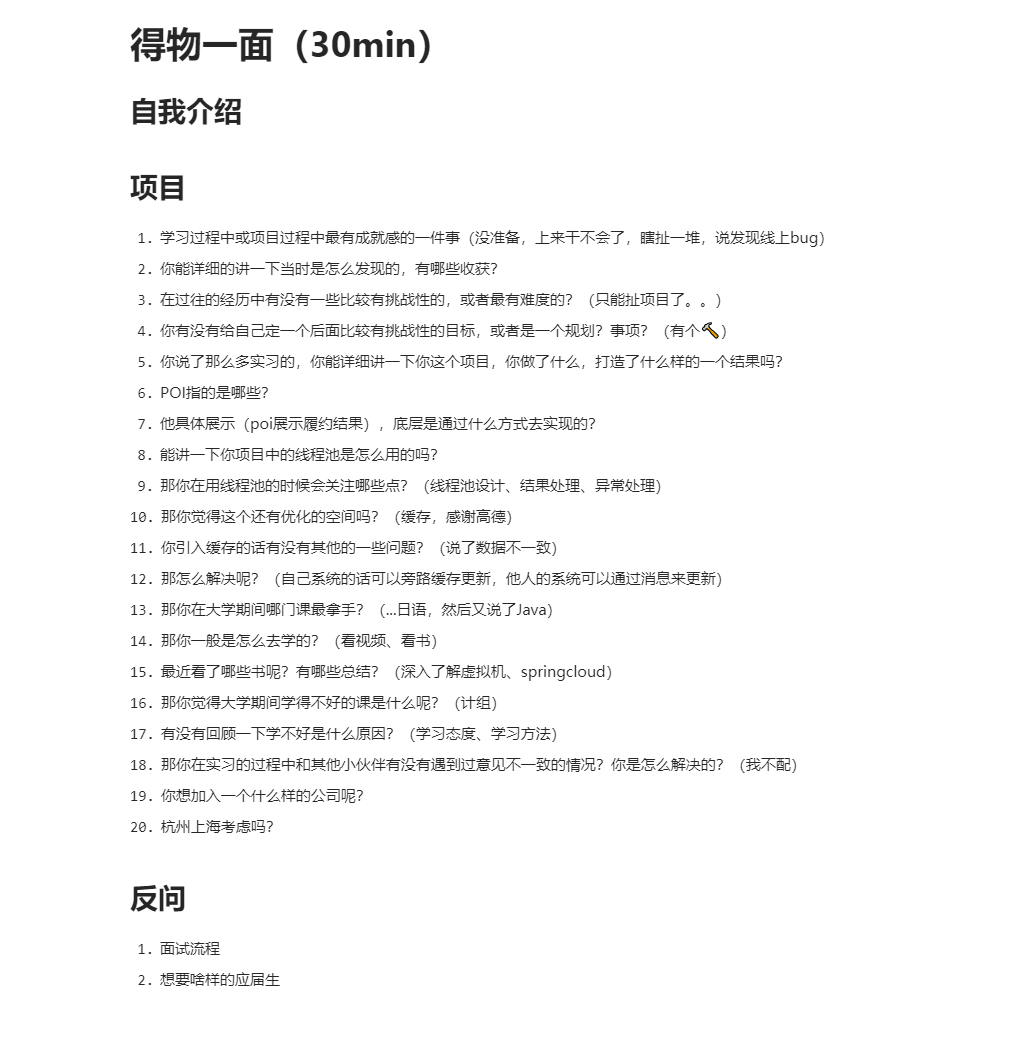 得物一面（30min）
自我介绍
项目
1. 学习过程中或项目过程中最有成就感的一件事（没准备，上来干不会了，瞎扯一堆，说发现线上bug）
2. 你能详细的讲一下当时是怎么发现的，有哪些收获？
3. 在过往的经历中有没有一些比较有挑战性的，或者最有难度的？（只能扯项目了。。）
4. 你有没有给自己定一个后面比较有挑战性的目标，或者是一个规划？事项？（有个🔨）
5. 你说了那么多实习的，你能详细讲一下你这个项目，你做了什么，打造了什么样的一个结果吗？
6. POI指的是哪些？
7. 他具体展示（poi展示履约结果），底层是通过什么方式去实现的？
8. 能讲一下你项目中的线程池是怎么用的吗？
9. 那你在用线程池的时候会关注哪些点？（线程池设计、结果处理、异常处理）
10. 那你觉得这个还有优化的空间吗？（缓存，感谢高德）
11. 你引入缓存的话有没有其他的一些问题？（说了数据不一致）
12. 那怎么解决呢？（自己系统的话可以旁路缓存更新，他人的系统可以通过消息来更新）
13. 那你在大学期间哪门课最拿手？（...日语，然后又说了Java）
14. 那你一般是怎么去学的？（看视频、看书）
15. 最近看了哪些书呢？有哪些总结？（深入了解虚拟机、springcloud）
16. 那你觉得大学期间学得不好的课是什么呢？（计组）
17. 有没有回顾一下学不好是什么原因？（学习态度、学习方法）
18. 那你在实习的过程中和其他小伙伴有没有遇到过意见不一致的情况？你是怎么解决的？（我不配）
19. 你想加入一个什么样的公司呢？
20. 杭州上海考虑吗？
反问
1. 面试流程
2. 想要啥样的应届生